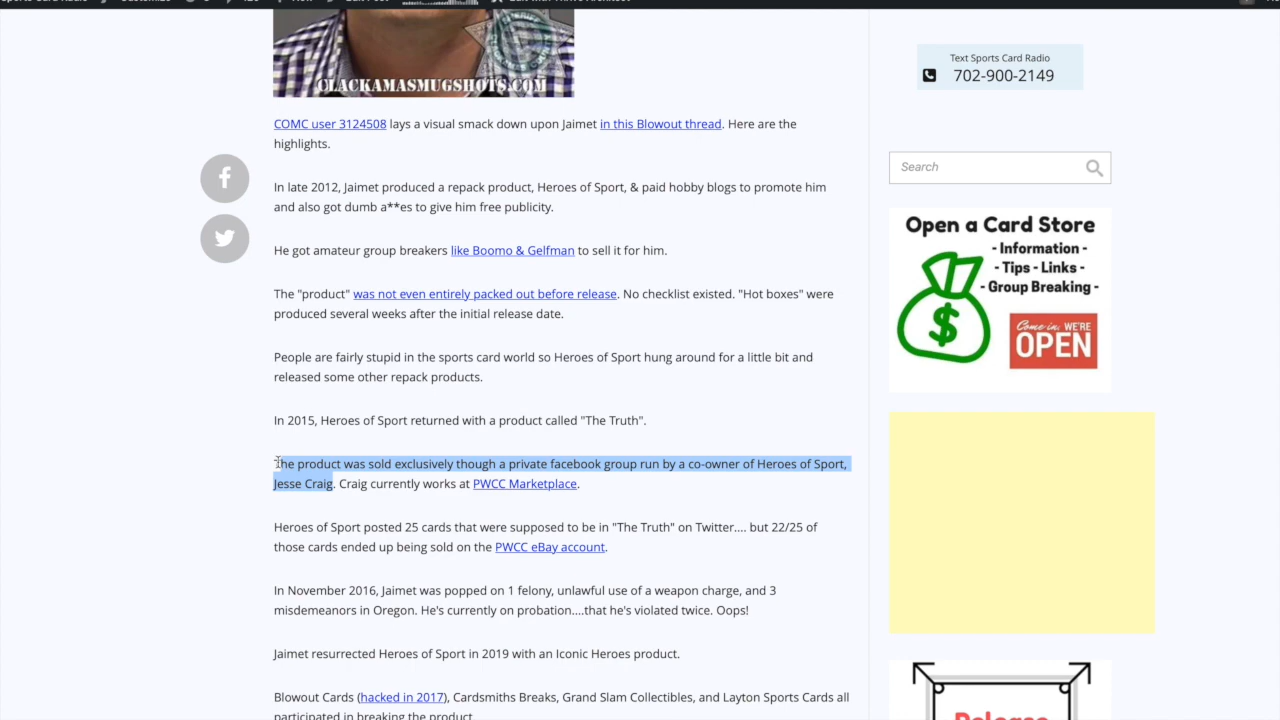 CLACKAMASMUGSHOTS.COM
COMC user 3124508 lays a visual smack down upon Jaimet in this Blowout thread. Here are the
highlights.
In late 2012, Jaimet produced a repack product, Heroes of Sport, & paid hobby blogs to promote him
and also got dumb a**es to give him free publicity.
He got amateur group breakers like Boomo & Gelfman to sell it for him.
The "product" was not even entirely packed out before release. No checklist existed. "Hot boxes" were
produced several weeks after the initial release date.
People are fairly stupid in the sports card world so Heroes of Sport hung around for a little bit and
released some other repack products.
In 2015, Heroes of Sport returned with a product called "The Truth".
The product was sold exclusively though a private facebook group run by a co-owner of Heroes of Sport,
Jesse Craig. Craig currently works at PWCC Marketplace.
Heroes of Sport posted 25 cards that were supposed to be in "The Truth" on Twitter.... but 22/25 of
those cards ended up being sold on the PWCC eBay account.
In November 2016, Jaimet was popped on 1 felony, unlawful use of a weapon charge, and 3
misdemeanors in Oregon. He's currently on probation....that he's violated twice. Oops!
Jaimet resurrected Heroes of Sport in 2019 with an Iconic Heroes product.
Blowout Cards (hacked in 2017), Cardsmiths Breaks, Grand Slam Collectibles, and Layton Sports Cards all
participated in breaking the product.
Text Sports Card Radio
702-900-2149
Search
Open a Card Store
- Information -
- Tips - Links -
- Group Breaking -
$
Come in, WE'RE
OPEN
Release